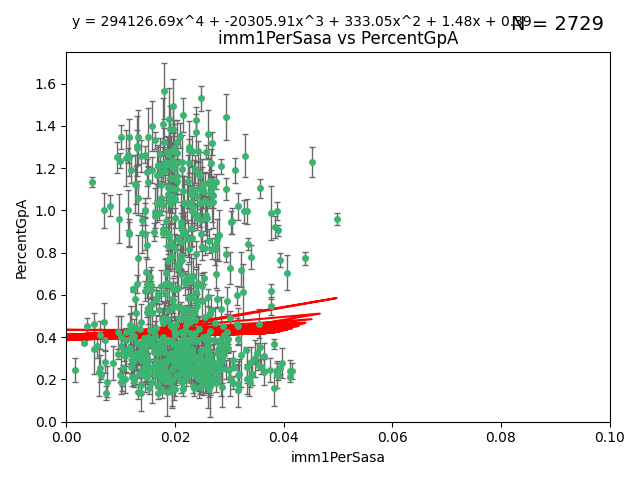 y = 294126.69x^4 + -20305.91x^3 + 333.05x^2 + 1.48x + 0.39
N = 2729
imm1PerSasa vs PercentGpA
PercentGpA
1.6
1.4
1.2
1.0
0.8
0.6
0.4
0.2
0.0
0.00 0.02 0.04 0.06 0.08 0.10
imm1PerSasa